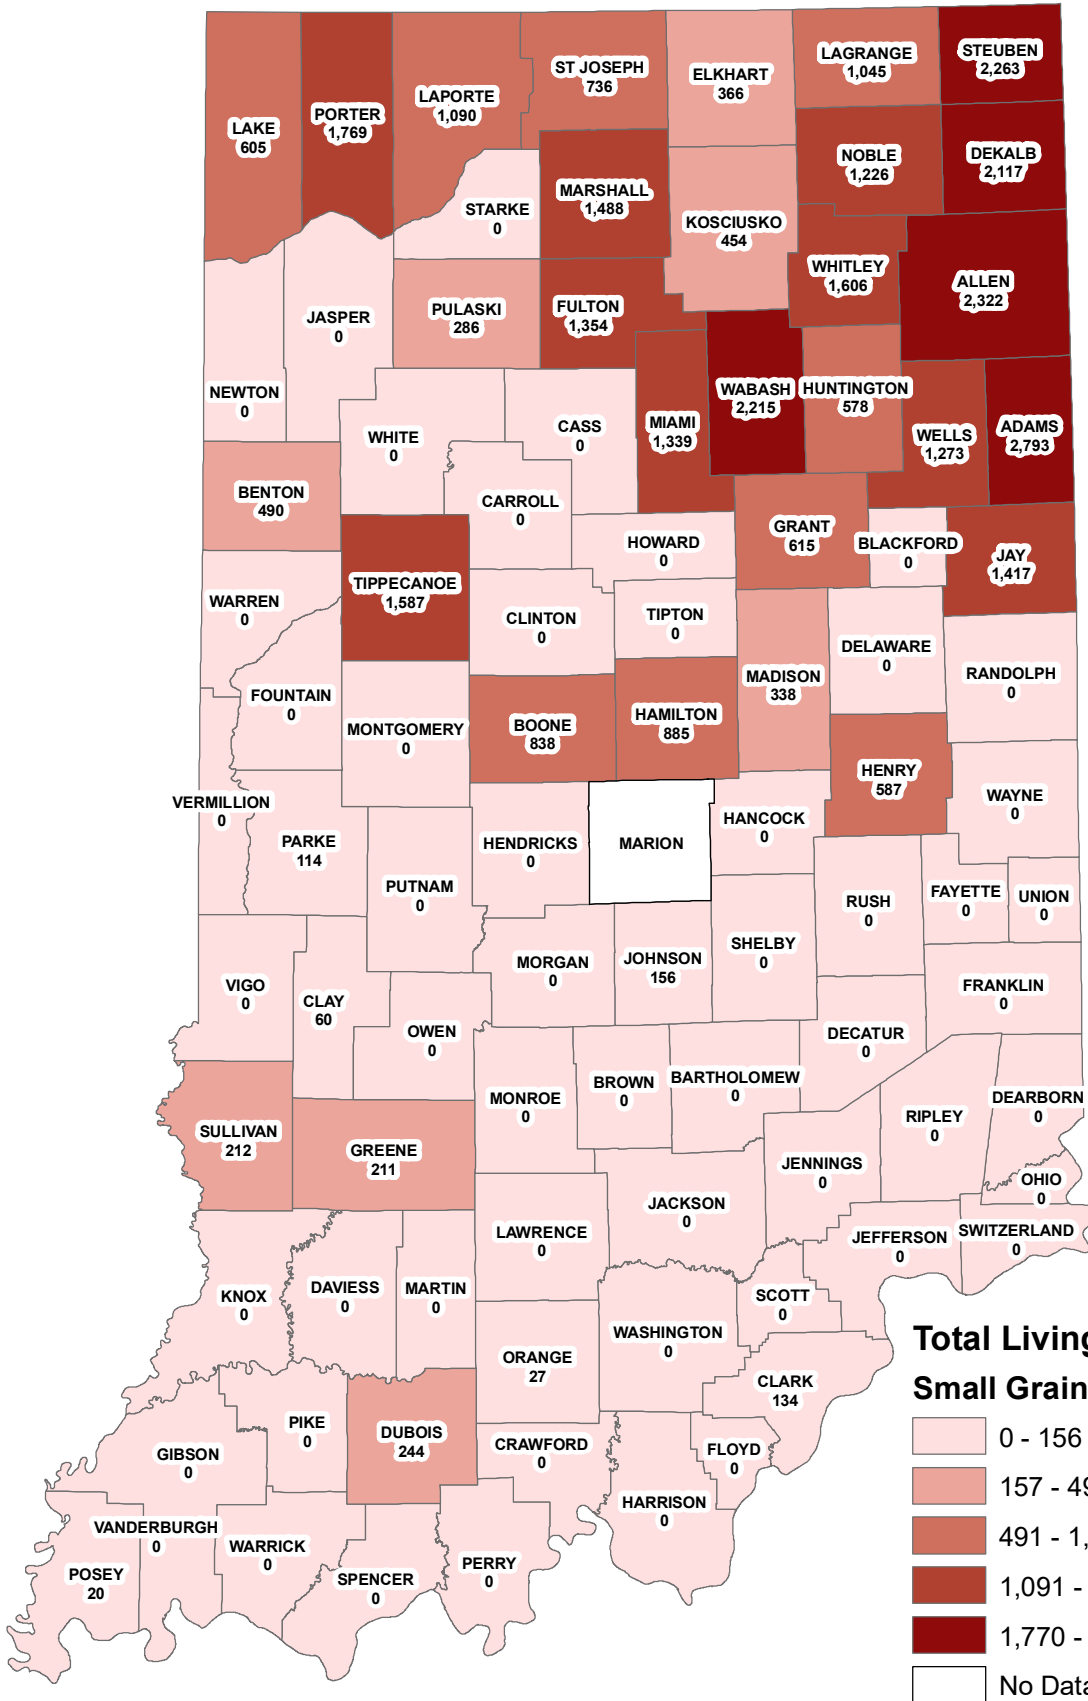 LAKE
605
PORTER
1,769
LAPORTE
1,090
ST JOSEPH
736
ELKHART
366
LAGRANGE
1,045
STEUBEN
2,263
NOBLE
1,226
DEKALB
2,117
STARKE
0
MARSHALL
1,488
KOSCIUSKO
454
WHITLEY
1,606
ALLEN
2,322
NEWTON
0
JASPER
0
PULASKI
286
FULTON
1,354
WHITE
0
CASS
0
MIAMI
1,339
WABASH
2,215
HUNTINGTON
578
WELLS
1,273
ADAMS
2,793
BENTON
490
CARROLL
0
HOWARD
0
GRANT
615
BLACKFORD
0
JAY
1,417
WARREN
0
TIPPECANOE
1,587
CLINTON
0
TIPTON
0
MADISON
338
DELAWARE
0
RANDOLPH
0
FOUNTAIN
0
MONTGOMERY
0
BOONE
838
HAMILTON
885
HENRY
587
WAYNE
0
VERMILLION
0
PARKE
114
PUTNAM
0
HENDRICKS
0
MARION
HANCOCK
0
RUSH
0
FAYETTE
0
UNION
0
VIGO
0
CLAY
60
OWEN
0
MORGAN
0
JOHNSON
156
SHELBY
0
FRANKLIN
0
DECATUR
0
SULLIVAN
212
GREENE
211
MONROE
0
BROWN
0
BARTHOLOMEW
0
RIPLEY
0
DEARBORN
0
JENNINGS
0
OHIO
0
JACKSON
0
LAWRENCE
0
JEFFERSON
0
SWITZERLAND
0
KNOX
0
DAVIESS
0
MARTIN
0
SCOTT
0
WASHINGTON
0
ORANGE
27
CLARK
134
PIKE
0
DUBOIS
244
CRAWFORD
0
FLOYD
0
GIBSON
0
HARRISON
0
VANDERBURGH
0
WARRICK
0
POSEY
20
SPENCER
0
PERRY
0
Total Living
Small Grain
0 - 156
157 - 49
491 - 1,
1,091 -
1,770 -
No Data